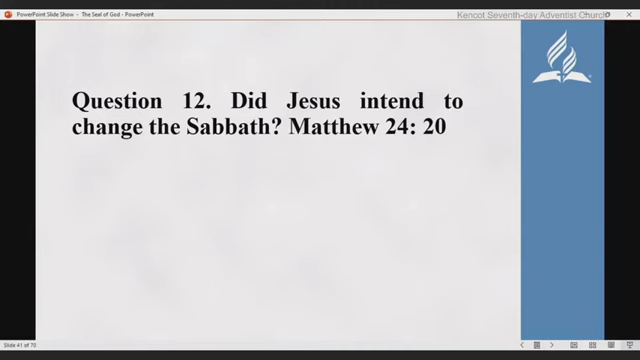 PowerPoint Slide Show - The Seal of God - PowerPoint
Kencot Seventh-day Adventist Church
Question 12. Did Jesus intend to
change the Sabbath? Matthew 24: 20
Slide 41 of 70